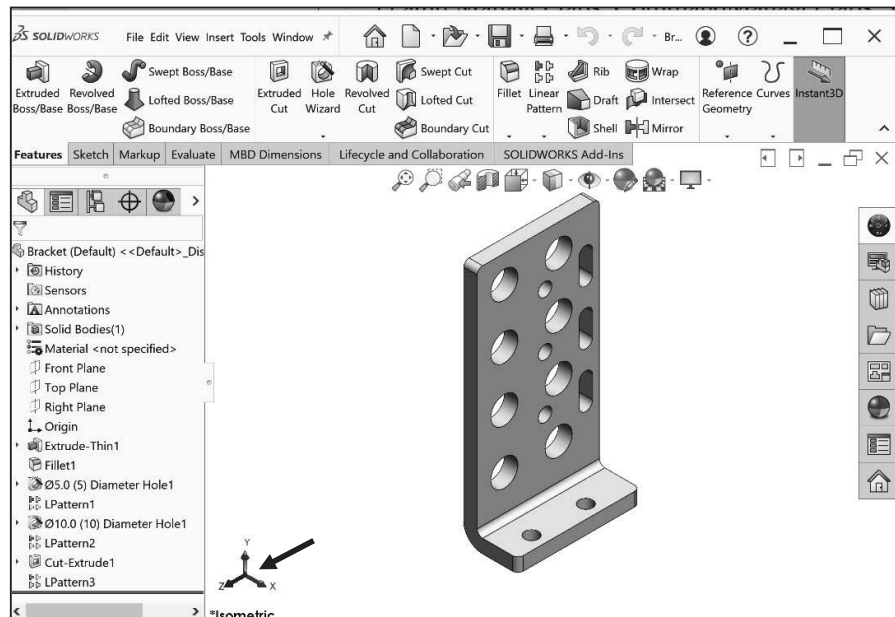 SOLIDWORKS File Edit View Insert Tools Window Br... ?
Extruded Boss/Base
Revolved Boss/Base
Swept Boss/Base
Lofted Boss/Base
Boundary Boss/Base
Extruded Cut
Hole Wizard
Revolved Cut
Swept Cut
Lofted Cut
Boundary Cut
Fillet
Linear Pattern
Rib
Draft
Shell
Wrap
Intersect
Mirror
Reference Geometry
Curves
Instant3D
Features Sketch Markup Evaluate MBD Dimensions Lifecycle and Collaboration SOLIDWORKS Add-Ins
Bracket (Default) <<Default>_Dis
History
Sensors
Annotations
Solid Bodies(1)
Material <not specified>
Front Plane
Top Plane
Right Plane
Origin
Extrude-Thin1
Fillet1
Ø5.0 (5) Diameter Hole1
LPattern1
Ø10.0 (10) Diameter Hole1
LPattern2
Cut-Extrude1
LPattern3
Y
Z X
*Isometric